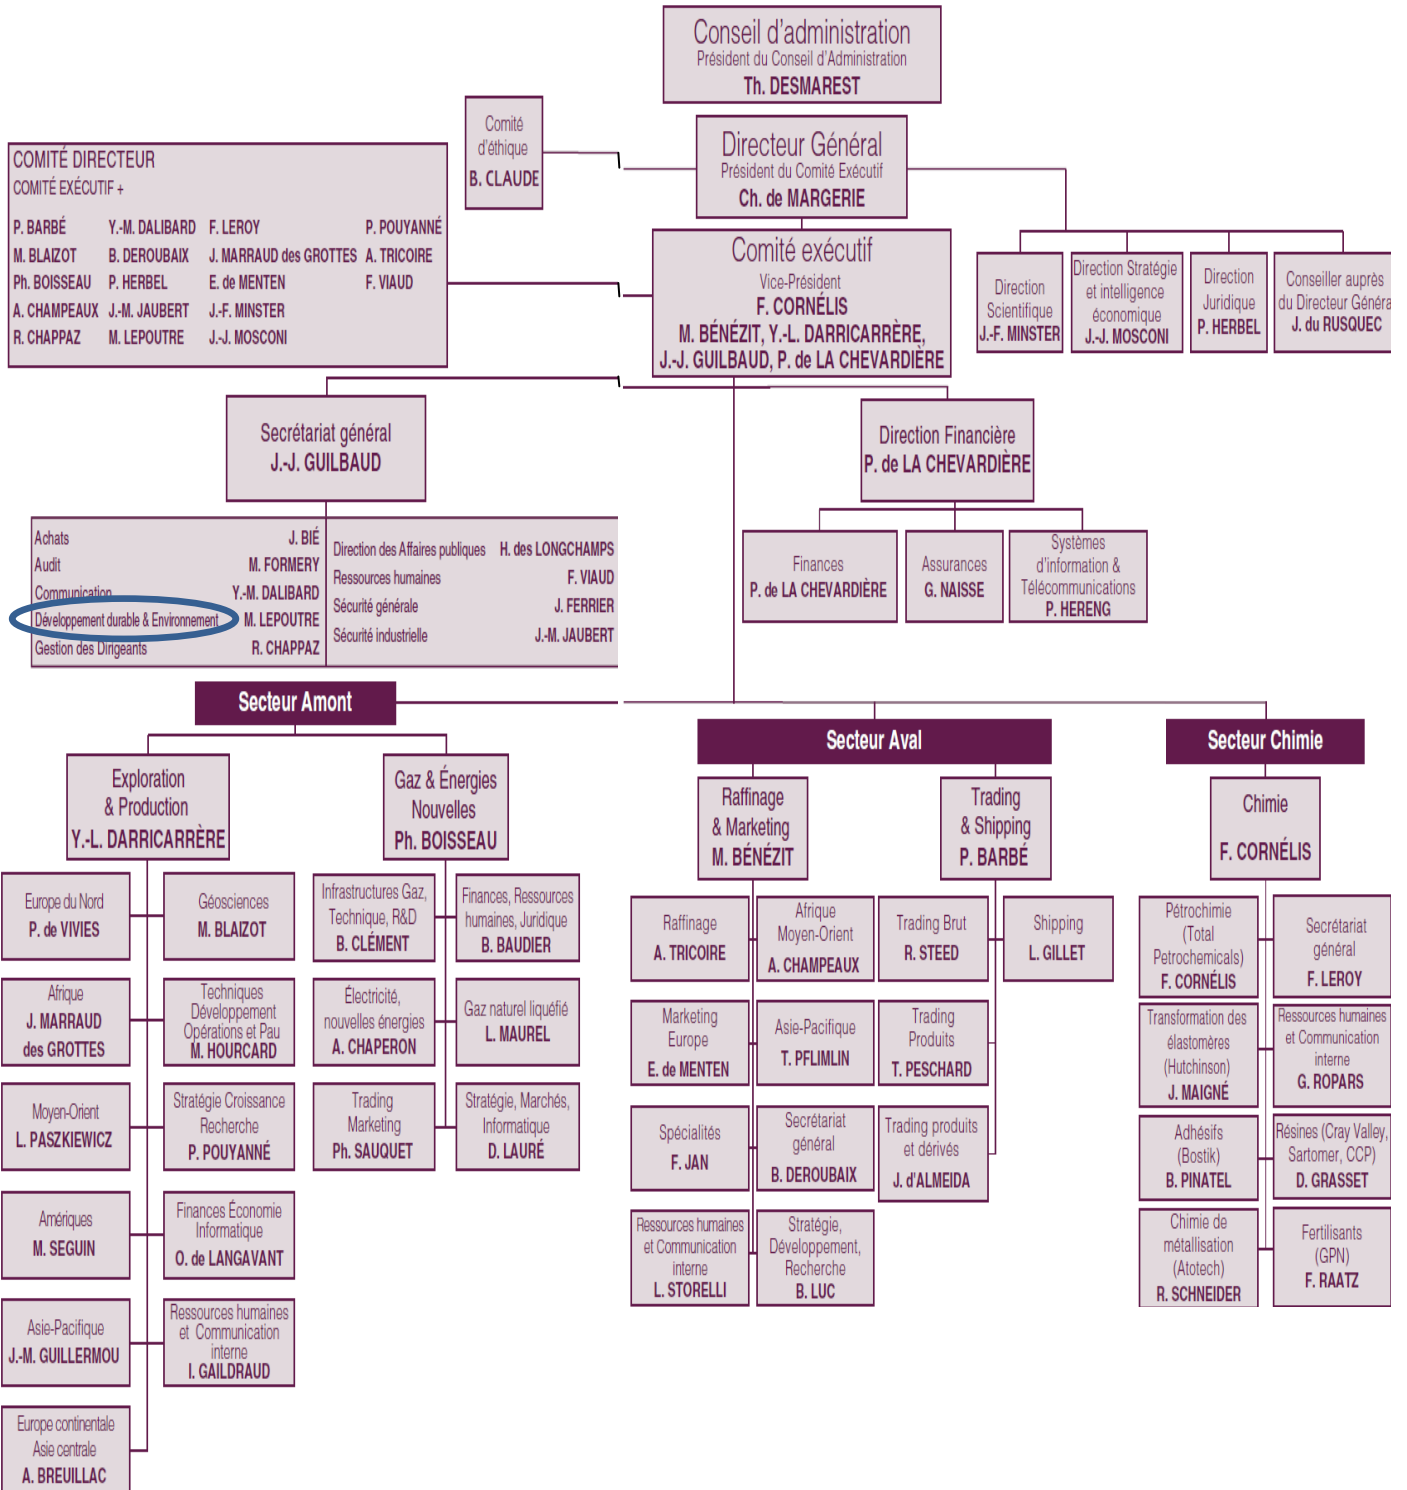 Conseil d'administration
Président du Conseil d'Administration
Th. DESMAREST
Comité
d'éthique
B. CLAUDE
Directeur Général
Président du Comité Exécutif
Ch. de MARGERIE
COMITÉ DIRECTEUR
COMITÉ EXÉCUTIF +
P. BARBÉ Y.-M. DALIBARD F. LEROY P. POUYANNÉ
M. BLAIZOT B. DEROUBAIX J. MARRAUD des GROTTES A. TRICOIRE
Ph. BOISSEAU P. HERBEL E. de MENTEN F. VIAUD
A. CHAMPEAUX J.-M. JAUBERT J.-F. MINSTER
R. CHAPPAZ M. LEPOUTRE J.-J. MOSCONI
Comité exécutif
Vice-Président
F. CORNÉLIS
M. BÉNÉZIT, Y.-L. DARRICARRÈRE,
J.-J. GUILBAUD, P. de LA CHEVARDIÈRE
Direction
Scientifique
J.-F. MINSTER
Direction Stratégie
et intelligence
économique
J.-J. MOSCONI
Direction
Juridique
P. HERBEL
Conseiller auprès
du Directeur Généra
J. du RUSQUEC
Secrétariat général
J.-J. GUILBAUD
Direction Financière
P. de LA CHEVARDIÈRE
Achats J. BIÉ
Audit M. FORMERY
Communication Y.-M. DALIBARD
Développement durable & Environnement M. LEPOUTRE
Gestion des Dirigeants R. CHAPPAZ
Direction des Affaires publiques H. des LONGCHAMPS
Ressources humaines F. VIAUD
Sécurité générale J. FERRIER
Sécurité industrielle J.-M. JAUBERT
Finances
P. de LA CHEVARDIÈRE
Assurances
G. NAISSE
Systèmes
d'information &
Télécommunications
P. HERENG
Secteur Amont
Exploration
& Production
Y.-L. DARRICARRÈRE
Gaz & Énergies
Nouvelles
Ph. BOISSEAU
Europe du Nord
P. de VIVIES
Géosciences
M. BLAIZOT
Afrique
J. MARRAUD
des GROTTES
Techniques
Développement
Opérations et Pau
M. HOURCARD
Moyen-Orient
L. PASZKIEWICZ
Stratégie Croissance
Recherche
P. POUYANNÉ
Amériques
M. SEGUIN
Finances Économie
Informatique
O. de LANGAVANT
Asie-Pacifique
J.-M. GUILLERMOU
Ressources humaines
et Communication
interne
I. GAILDRAUD
Europe continentale
Asie centrale
A. BREUILLAC
Infrastructures Gaz,
Technique, R&D
B. CLÉMENT
Finances, Ressources
humaines, Juridique
B. BAUDIER
Électricité,
nouvelles énergies
A. CHAPERON
Gaz naturel liquéfié
L. MAUREL
Trading
Marketing
Ph. SAUQUET
Stratégie, Marchés,
Informatique
D. LAURÉ
Secteur Aval
Raffinage
& Marketing
M. BÉNÉZIT
Trading
& Shipping
P. BARBÉ
Raffinage
A. TRICOIRE
Afrique
Moyen-Orient
A. CHAMPEAUX
Marketing
Europe
E. de MENTEN
Asie-Pacifique
T. PFLIMLIN
Spécialités
F. JAN
Secrétariat
général
B. DEROUBAIX
Ressources humaines
et Communication
interne
L. STORELLI
Stratégie,
Développement,
Recherche
B. LUC
Trading Brut
R. STEED
Shipping
L. GILLET
Trading
Produits
T. PESCHARD
Trading produits
et dérivés
J. d'ALMEIDA
Secteur Chimie
Chimie
F. CORNÉLIS
Pétrochimie
(Total
Petrochemicals)
F. CORNÉLIS
Secrétariat
général
F. LEROY
Transformation des
élastomères
(Hutchinson)
J. MAIGNÉ
Ressources humaines
et Communication
interne
G. ROPARS
Adhésifs
(Bostik)
B. PINATEL
Résines (Cray Valley,
Sartomer, CCP)
D. GRASSET
Chimie de
métallisation
(Atotech)
R. SCHNEIDER
Fertilisants
(GPN)
F. RAATZ